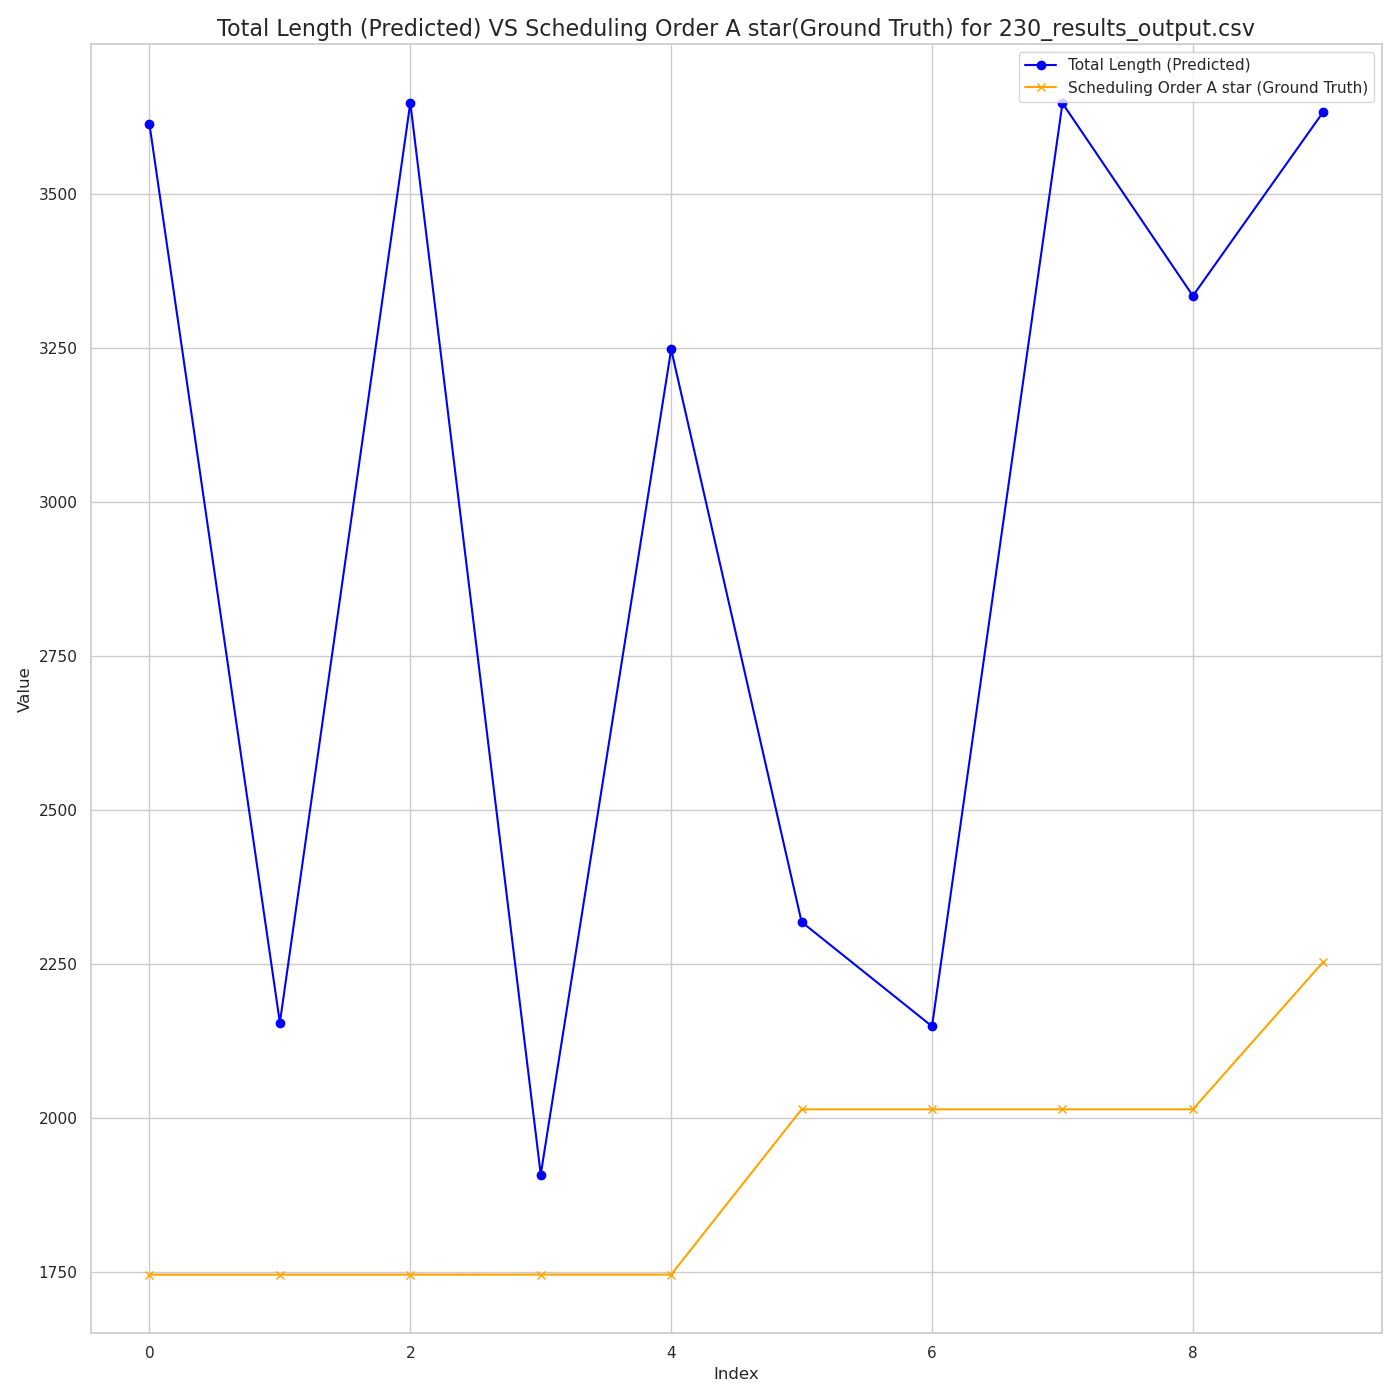 Total Length (Predicted) VS Scheduling Order A star(Ground Truth) for 230_results_output.csv
Total Length (Predicted)
Scheduling Order A star (Ground Truth)
3500
3250
3000
2750
2500
2250
2000
1750
Value
0 2 4 6 8
Index